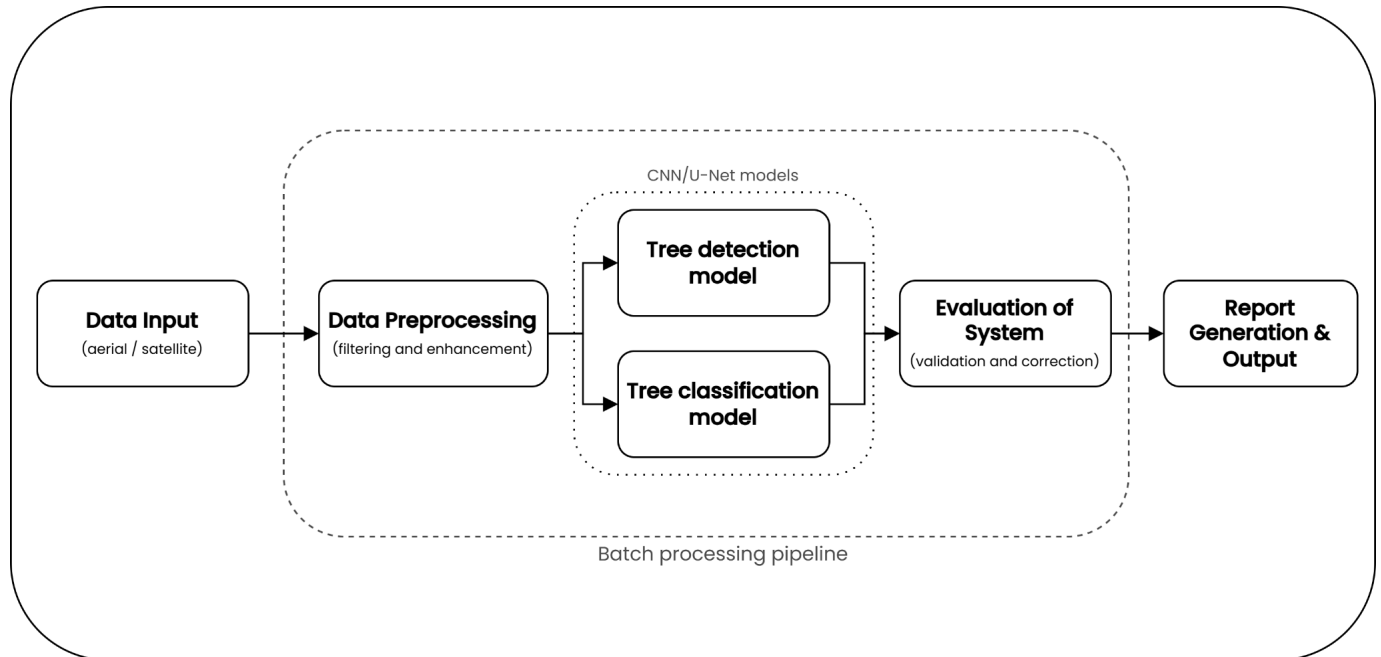 CNN/U-Net models
Tree detection
model
Data Input
(aerial / satellite)
Data Preprocessing
(filtering and enhancement)
Tree classification
model
Evaluation of
System
(validation and correction)
Report
Generation &
Output
Batch processing pipeline